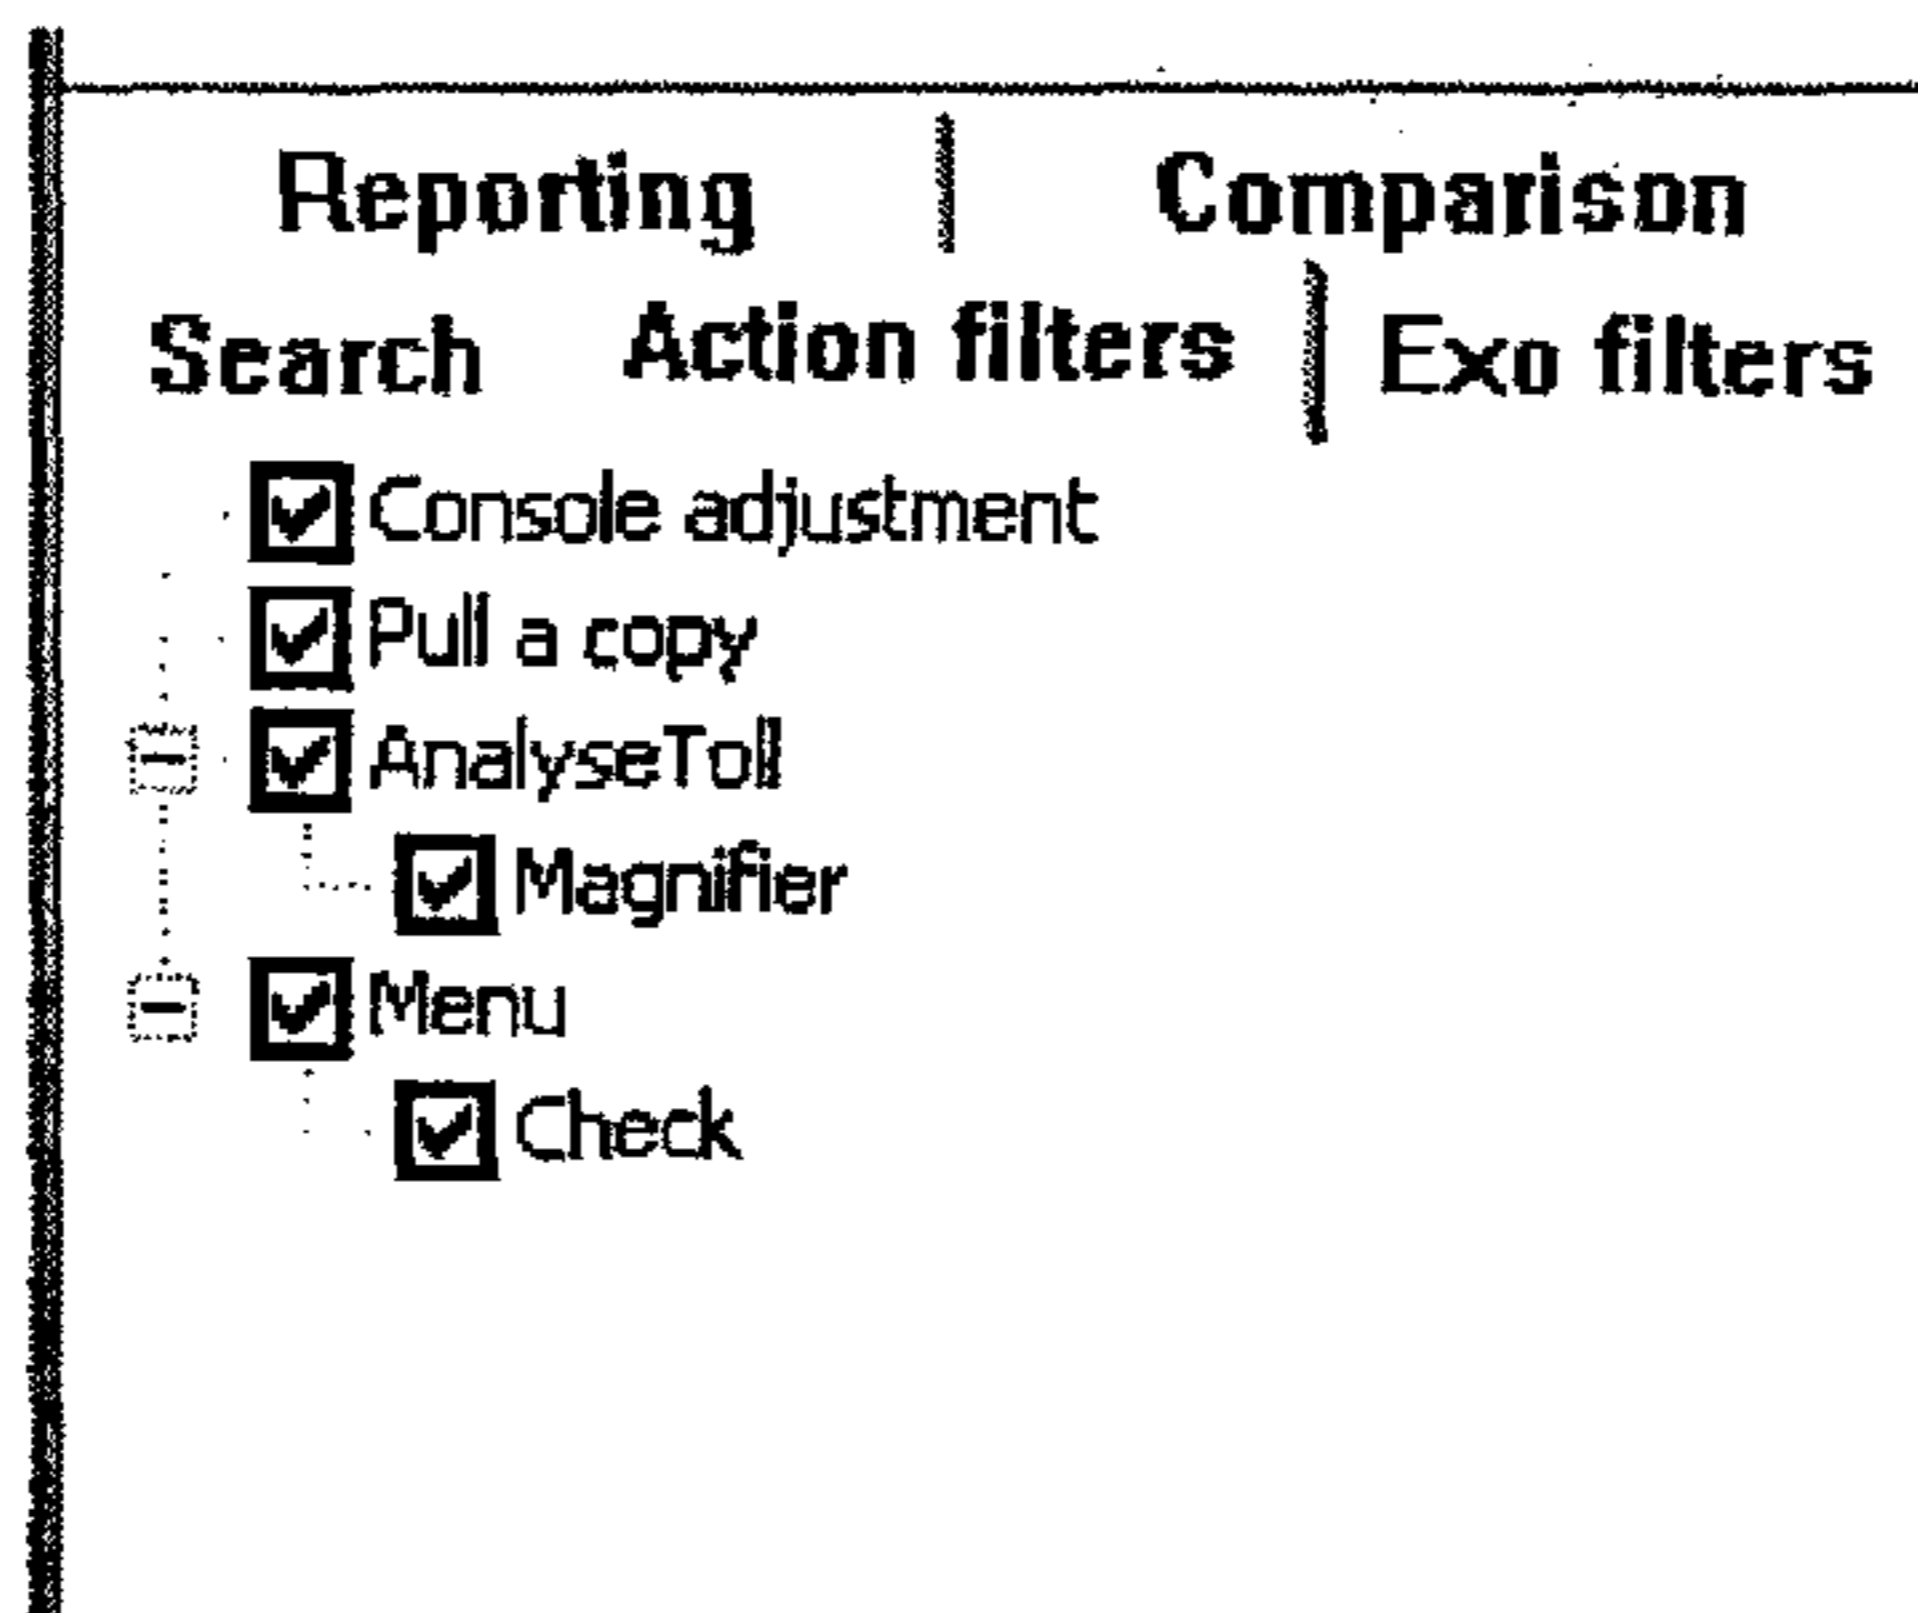 Reporting Comparison
Search Action filters Exo filters
Console adjustment
Pull a copy
AnalyseToll
Magnifier
Menu
Check